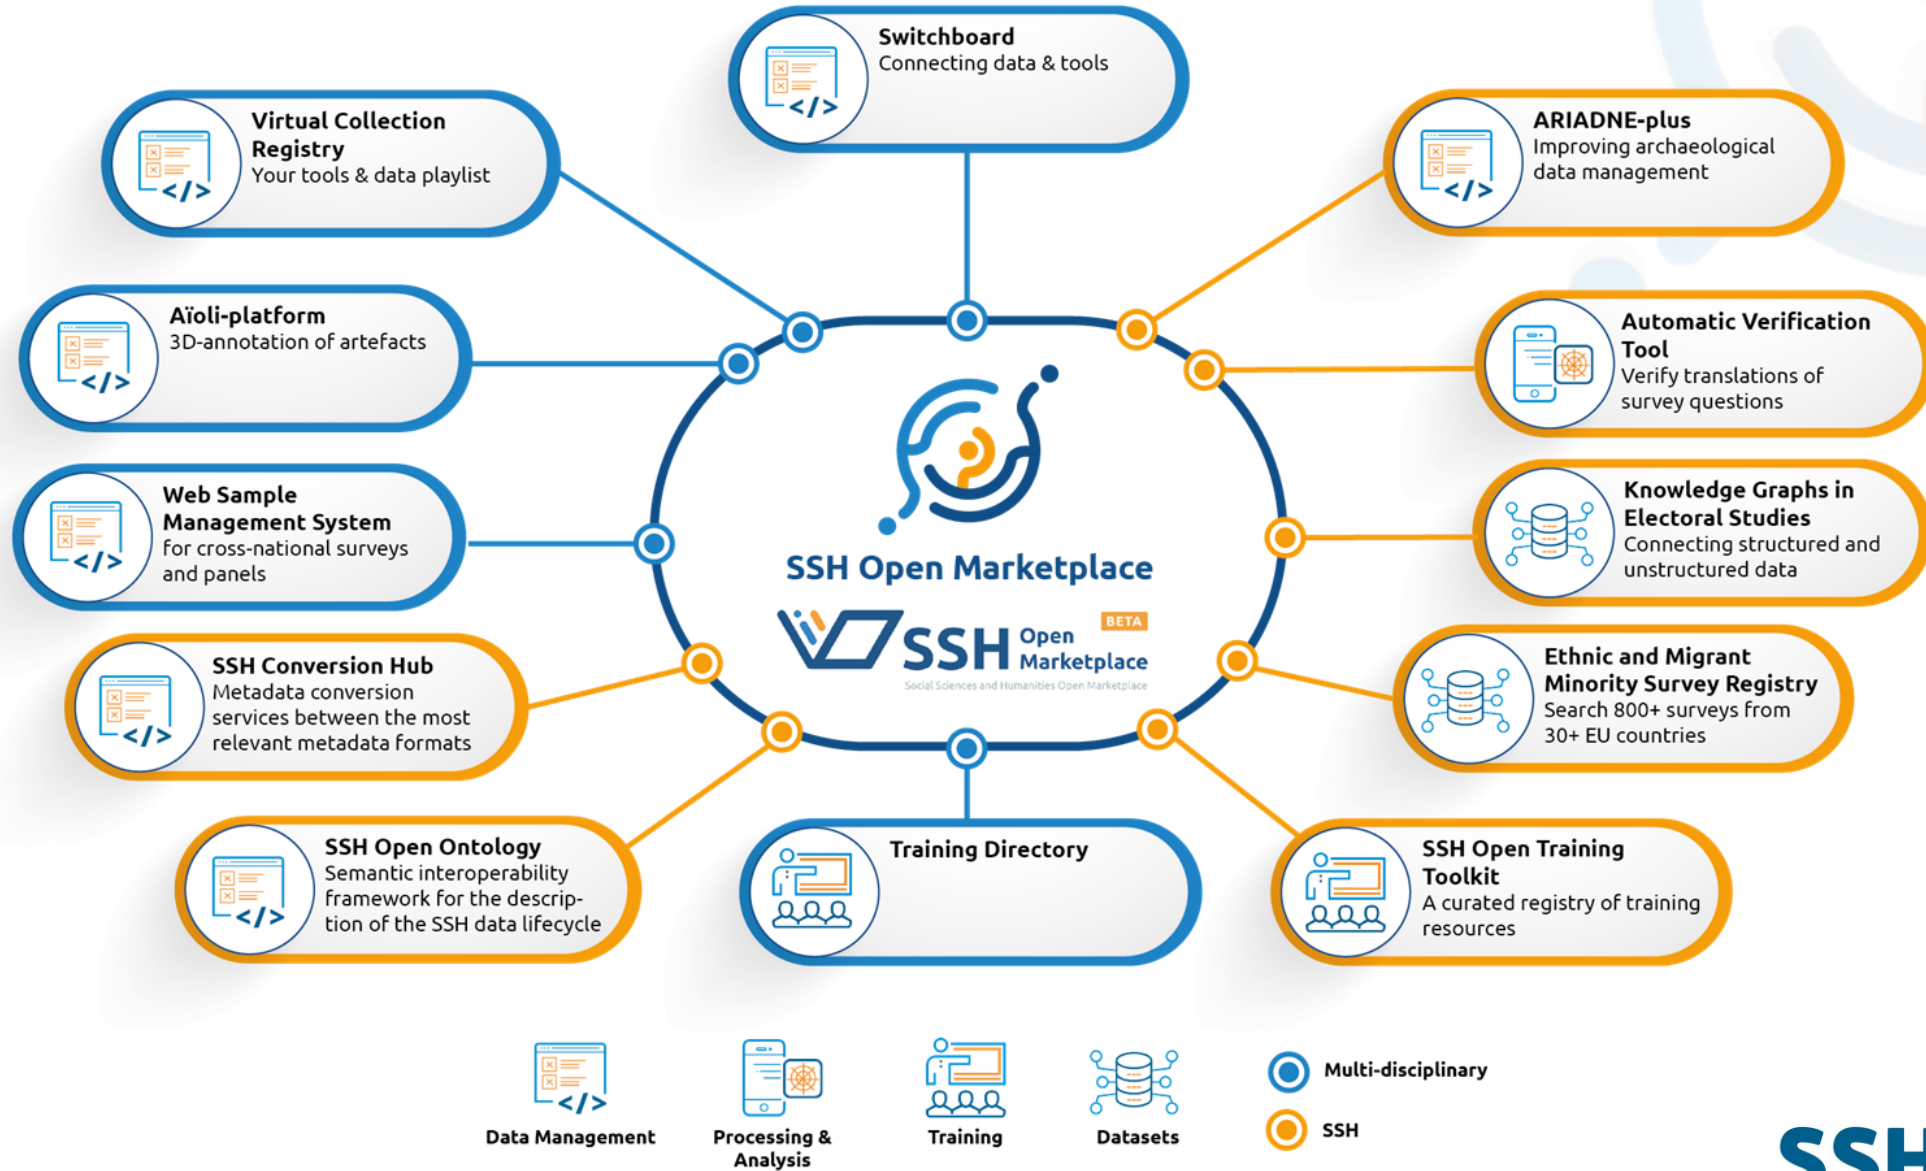 Switchboard
Connecting data & tools
Virtual Collection
Registry
Your tools & data playlist
ARIADNE-plus
Improving archaeological
data management
Aïoli-platform
3D-annotation of artefacts
Automatic Verification
Tool
Verify translations of
survey questions
Web Sample
Management System
for cross-national surveys
and panels
Knowledge Graphs in
Electoral Studies
Connecting structured and
unstructured data
SSH Open Marketplace
BETA
SSH Open
Marketplace
Social Sciences and Humanities Open Marketplace
SSH Conversion Hub
Metadata conversion
services between the most
relevant metadata formats
Ethnic and Migrant
Minority Survey Registry
Search 800+ surveys from
30+ EU countries
SSH Open Ontology
Semantic interoperability
framework for the descrip-
tion of the SSH data lifecycle
Training Directory
SSH Open Training
Toolkit
A curated registry of training
resources
Data Management
Processing &
Analysis
Training
Datasets
Multi-disciplinary
SSH
SSH